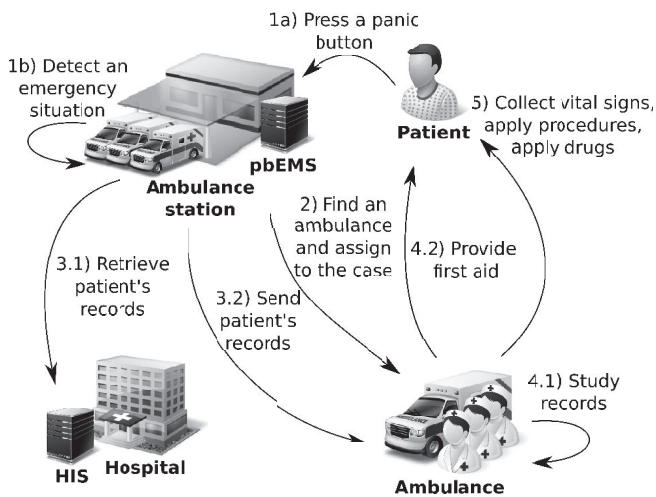 1a) Press a panic
button
1b) Detect an
emergency
situation
pbEMS
Ambulance
station
Patient
5) Collect vital signs,
apply procedures,
apply drugs
2) Find an
ambulance
and assign
to the case
4.2) Provide
first aid
3.1) Retrieve
patient's
records
3.2) Send
patient's
records
4.1) Study
records
HIS
Hospital
Ambulance